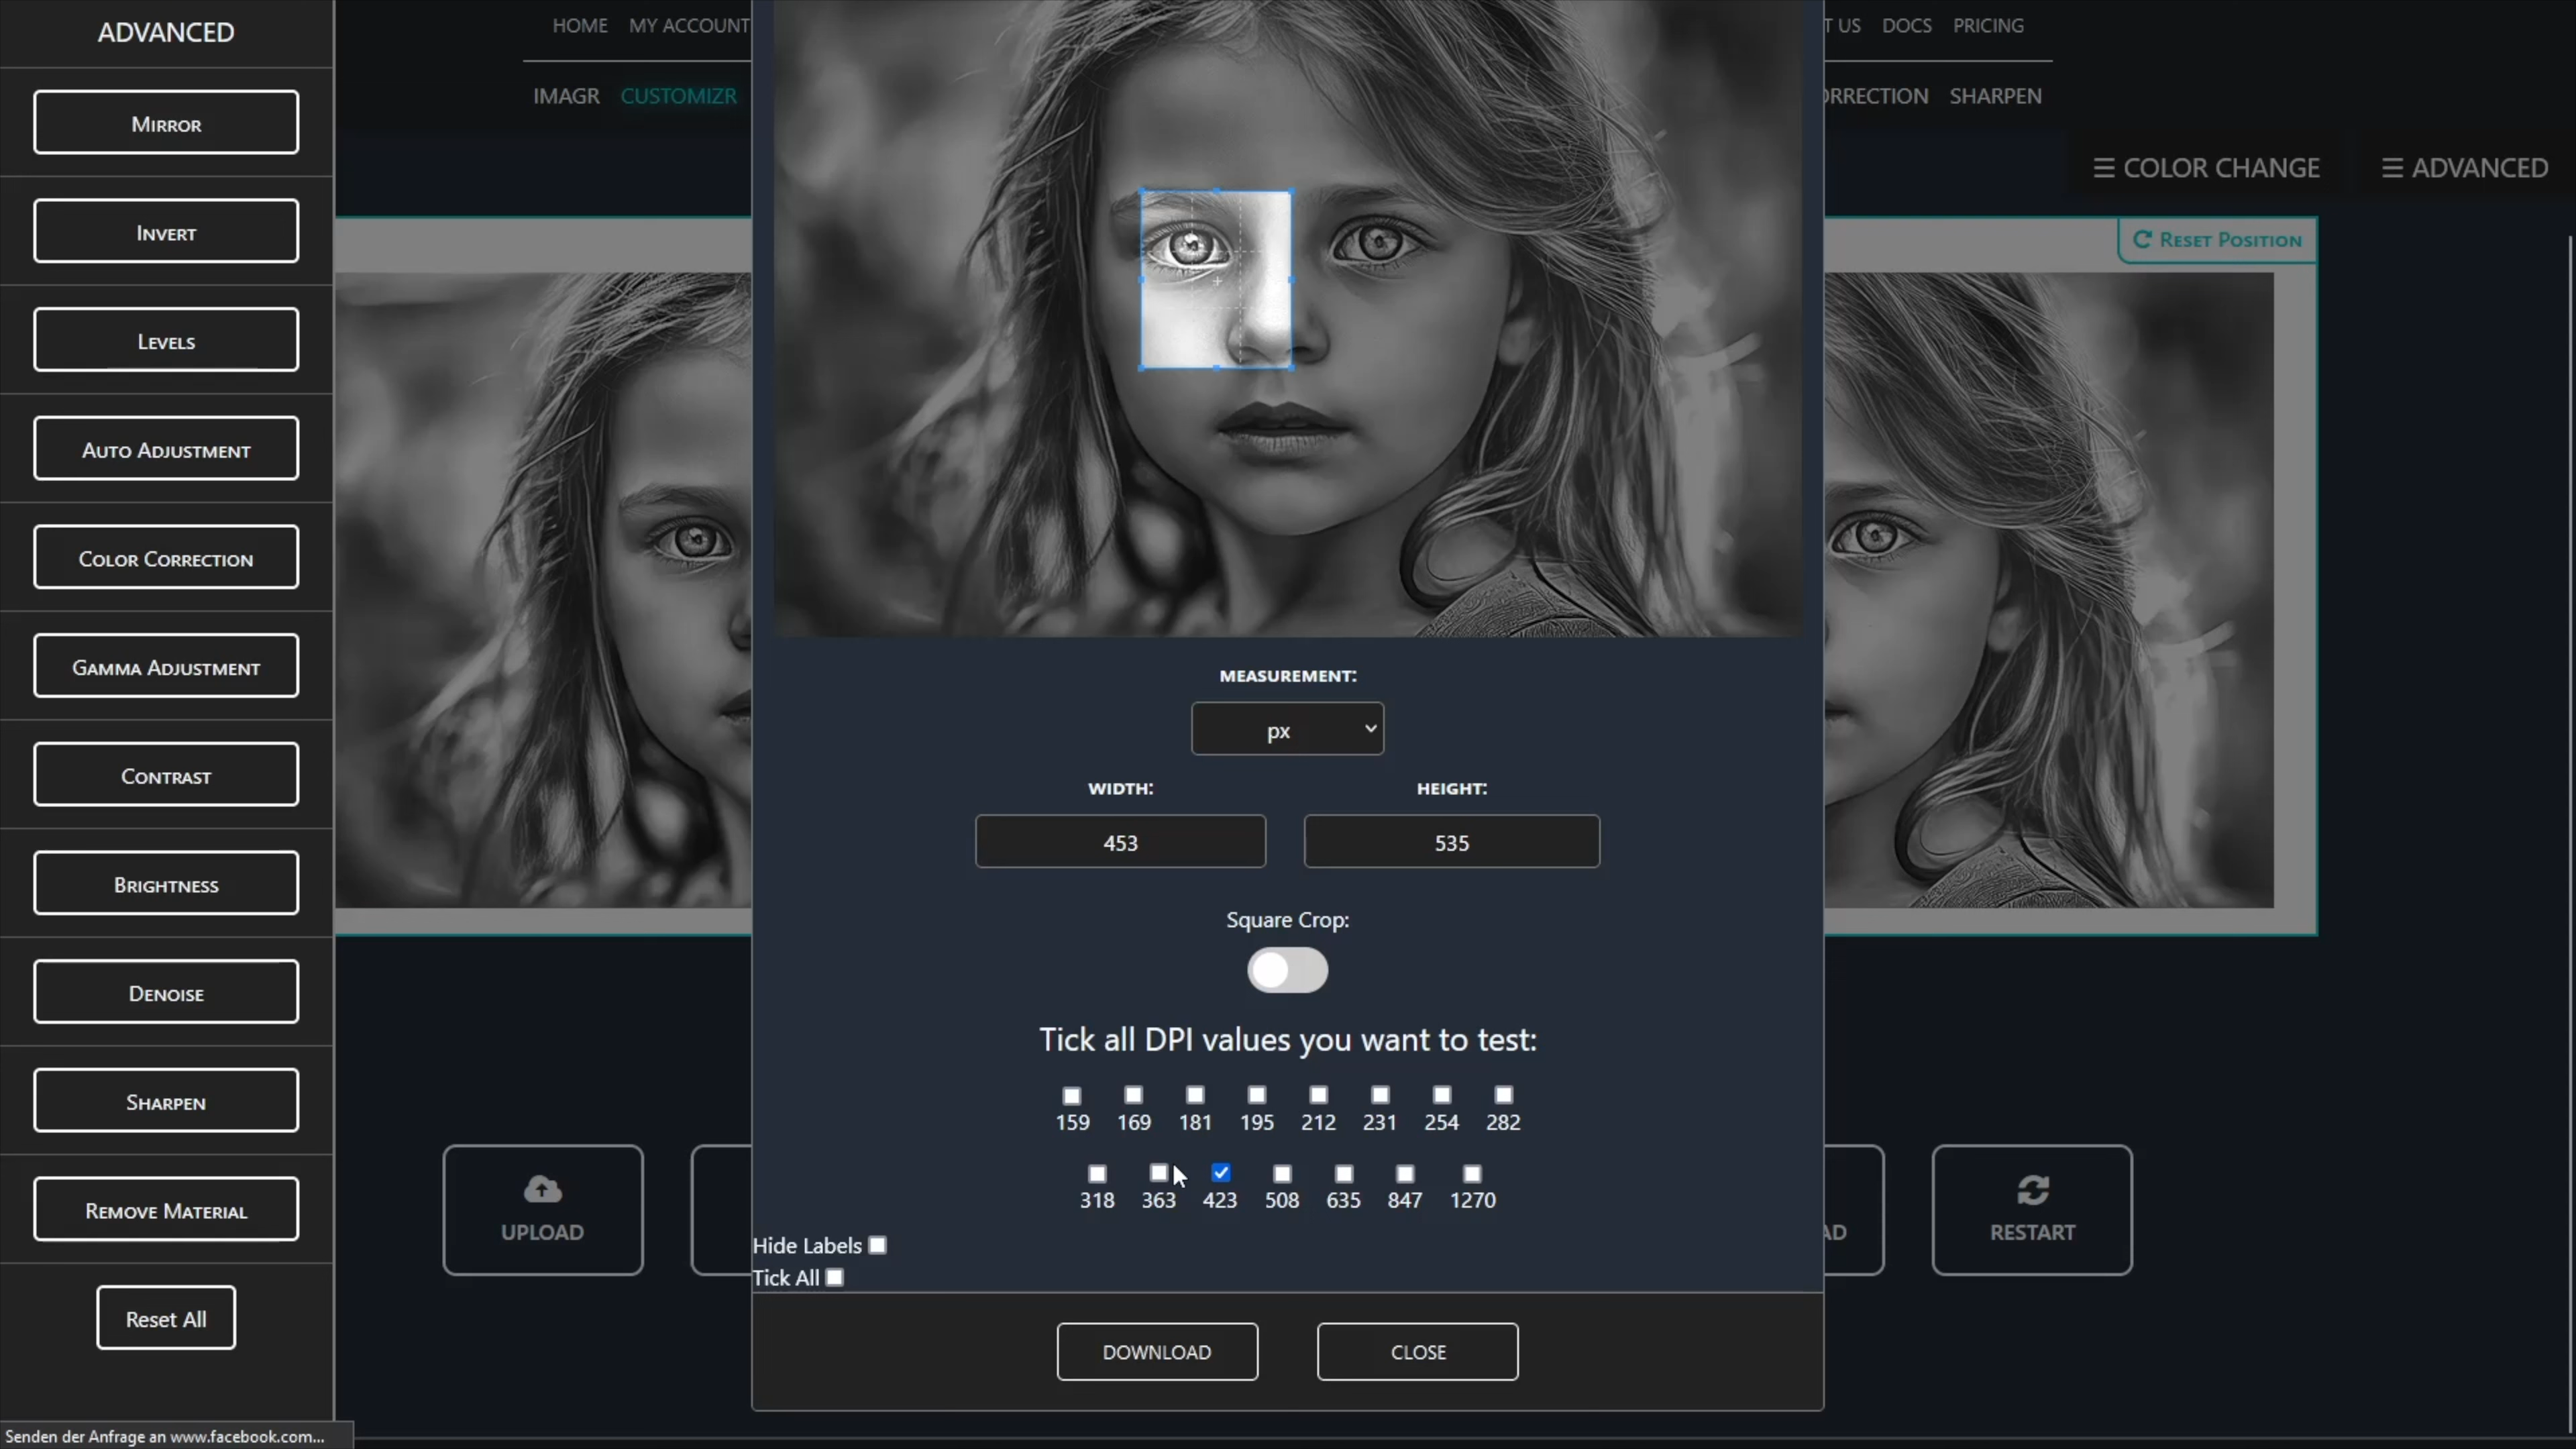 ADVANCED
MIRROR
INVERT
LEVELS
AUTO ADJUSTMENT
COLOR CORRECTION
GAMMA ADJUSTMENT
CONTRAST
BRIGHTNESS
DENOISE
SHARPEN
REMOVE MATERIAL
Reset All
HOME MY ACCOUNT
US DOCS PRICING
IMAGR CUSTOMIZR
SHARPEN
☰ COLOR CHANGE ☰ ADVANCED
RESET POSITION
MEASUREMENT:
px
WIDTH: HEIGHT:
453 535
Square Crop:
Tick all DPI values you want to test:
159 169 181 195 212 231 254 282
318 363 423 508 635 847 1270
Hide Labels
Tick All
DOWNLOAD CLOSE
UPLOAD
RESTART
Senden der Anfrage an www.facebook.com...